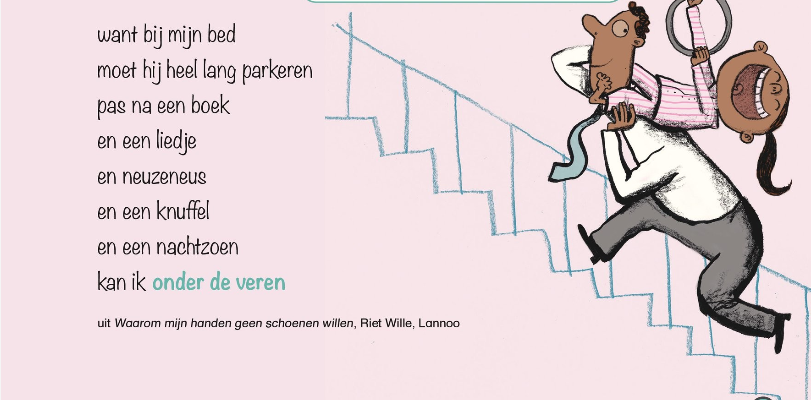 want bij mijn bed
moet hij heel lang parkeren
pas na een boek
en een liedje
en neuzeneus
en een knuffel
en een nachtzoen
kan ik onder de veren
uit Waarom mijn handen geen schoenen willen, Riet Wille, Lannoo